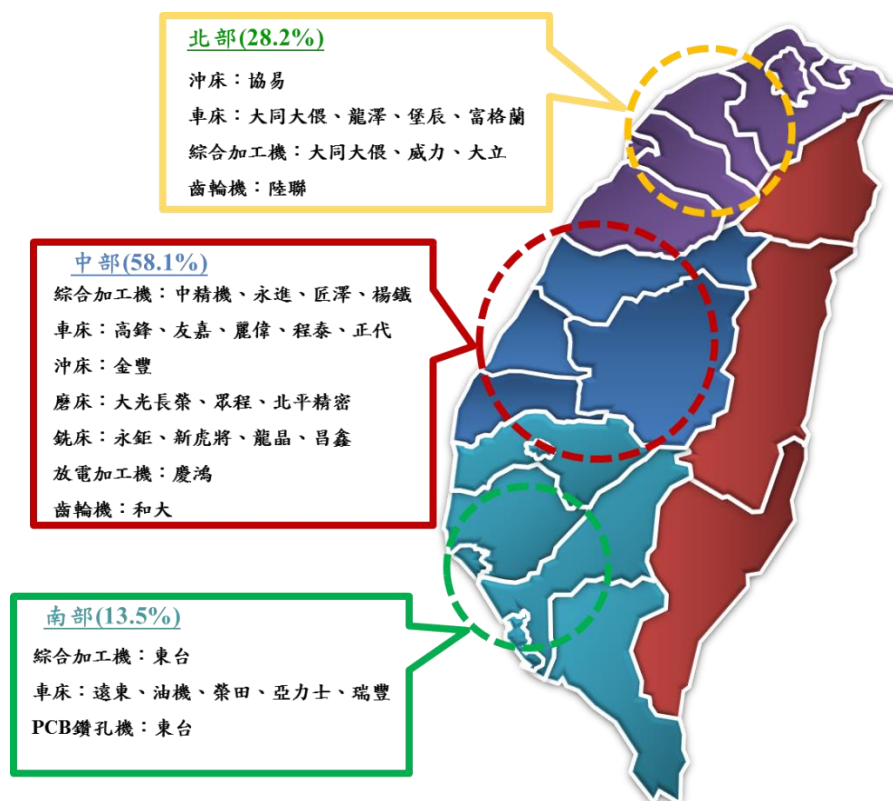 北部(28.2%)
沖床：協易
車床：大同大偎、龍澤、堡辰、富格蘭
綜合加工機：大同大偎、威力、大立
齒輪機：陸聯
中部(58.1%)
綜合加工機：中精機、永進、匠澤、楊鐵
車床：高鋒、友嘉、麗偉、程泰、正代
沖床：金豐
磨床：大光長榮、眾程、北平精密
銑床：永鉅、新虎將、龍晶、昌鑫
放電加工機：慶鴻
齒輪機：和大
南部(13.5%)
綜合加工機：東台
車床：遠東、油機、榮田、亞力士、瑞豐
PCB鑽孔機：東台